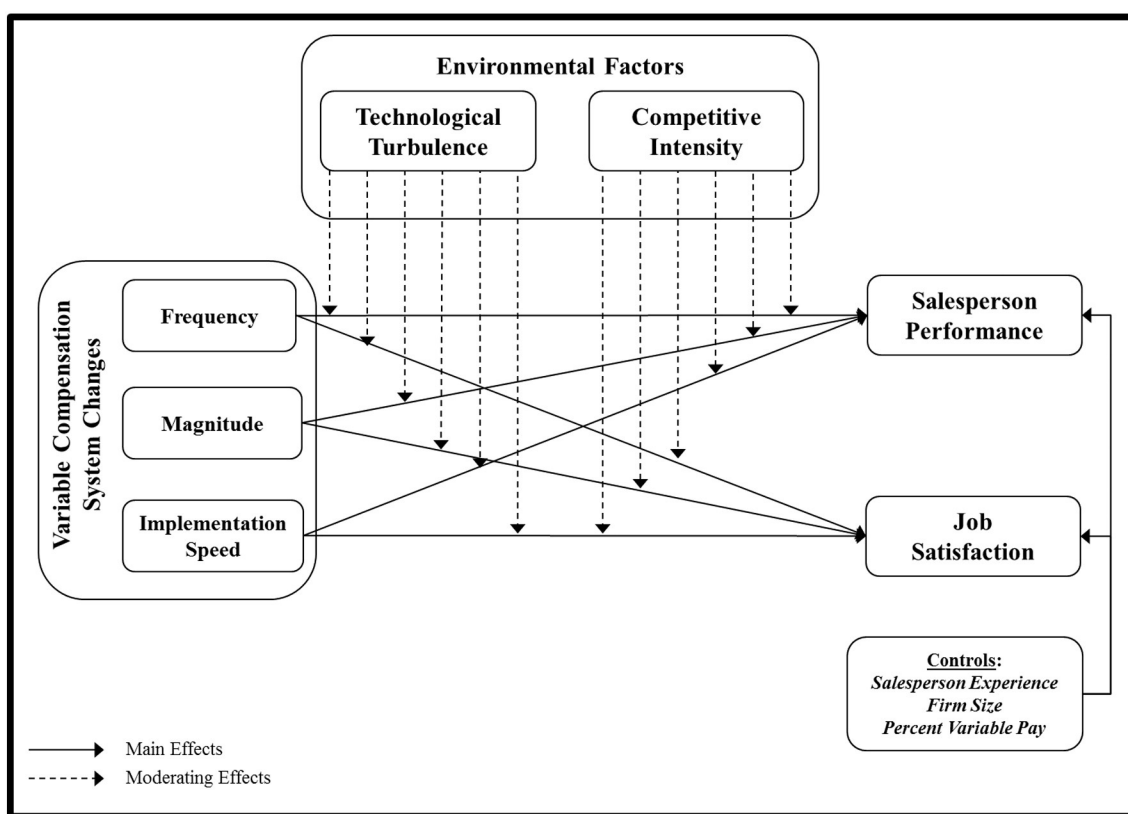 Environmental Factors
Technological
Turbulence
Competitive
Intensity
Variable Compensation
System Changes
Frequency
Magnitude
Implementation
Speed
Salesperson
Performance
Job
Satisfaction
Controls:
Salesperson Experience
Firm Size
Percent Variable Pay
Main Effects
Moderating Effects